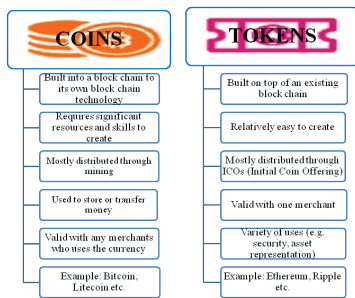 COINS
Built into a block chain to
its own block chain
technology
Requires significant
resources and skills to
create
Mostly distributed through
mining
Used to store or transfer
money
Valid with any merchants
who uses the currency
Example: Bitcoin,
Litecoin etc.
TOKENS
Built on top of an existing
block chain
Relatively easy to create
Mostly distributed through
ICOs (Initial Coin Offering)
Valid with one merchant
Variety of uses (e.g.
security, asset
representation)
Example: Ethereum, Ripple
etc.